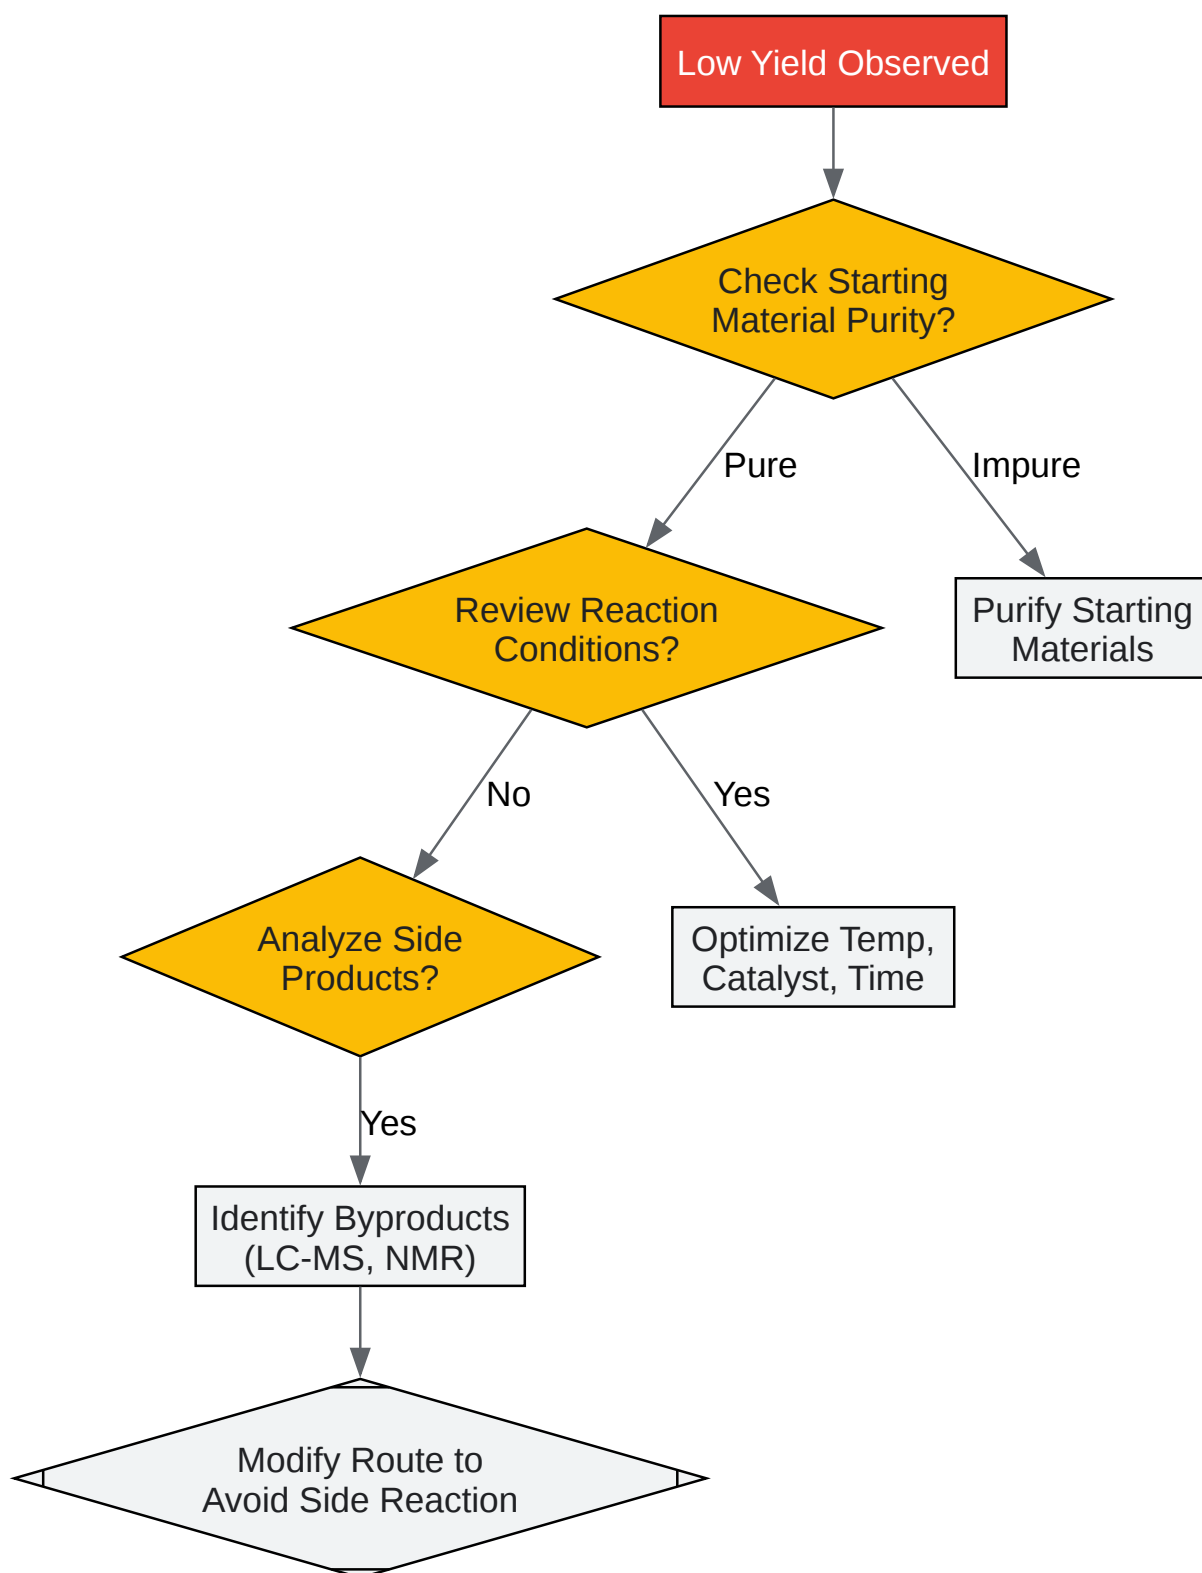 Low Yield Observed
Check Starting
Material Purity?
Pure
Impure
Review Reaction
Conditions?
Purify Starting
Materials
No
Yes
Analyze Side
Products?
Optimize Temp,
Catalyst, Time
Yes
Identify Byproducts
(LC-MS, NMR)
Modify Route to
Avoid Side Reaction